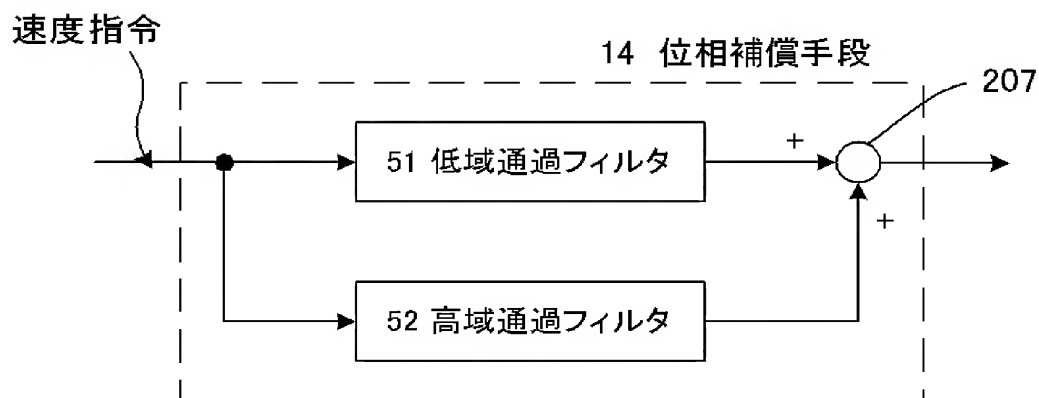 速度指令
14 位相補償手段
207
51 低域通過フィルタ
+
+
52 高域通過フィルタ